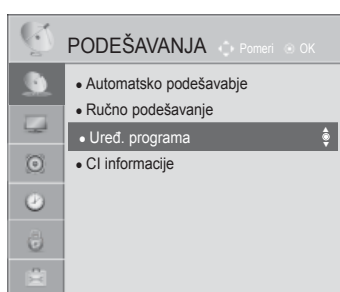 PODEŠAVANJA Pomeri OK
• Automatsko podešavabje
• Ručno podešavanje
• Uređ. programa
• CI informacije